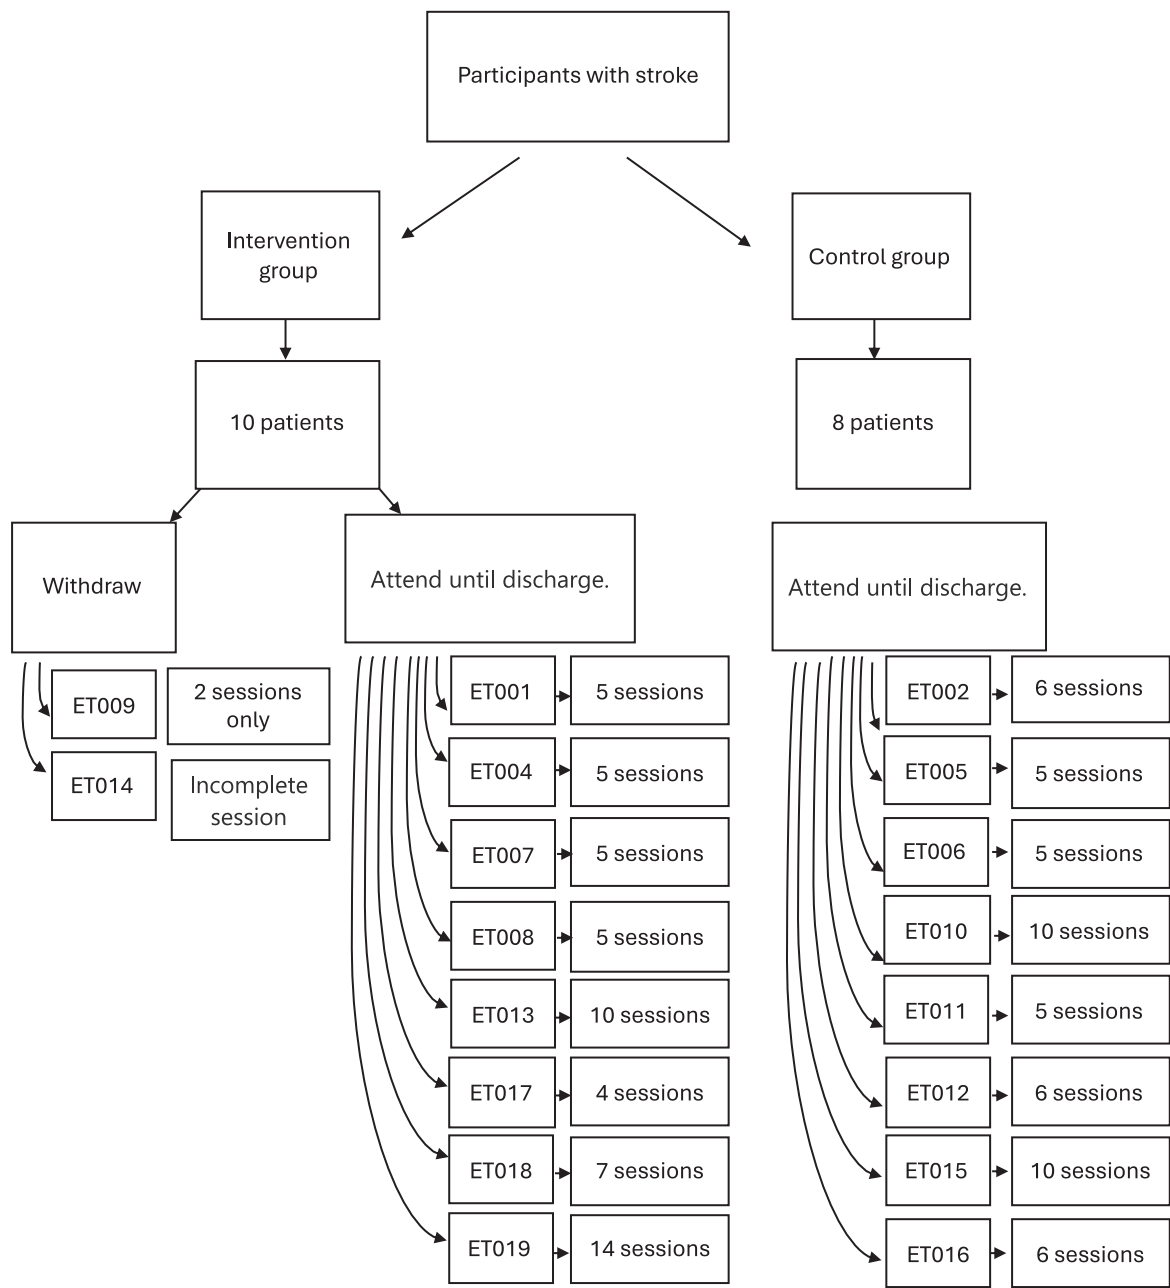 Participants with stroke
Intervention
group
Control group
10 patients
8 patients
Withdraw
Attend until discharge.
Attend until discharge.
ET009
2 sessions
only
ET014
Incomplete
session
ET001
5 sessions
ET004
5 sessions
ET007
5 sessions
ET008
5 sessions
ET013
10 sessions
ET017
4 sessions
ET018
7 sessions
ET019
14 sessions
ET002
6 sessions
ET005
5 sessions
ET006
5 sessions
ET010
10 sessions
ET011
5 sessions
ET012
6 sessions
ET015
10 sessions
ET016
6 sessions